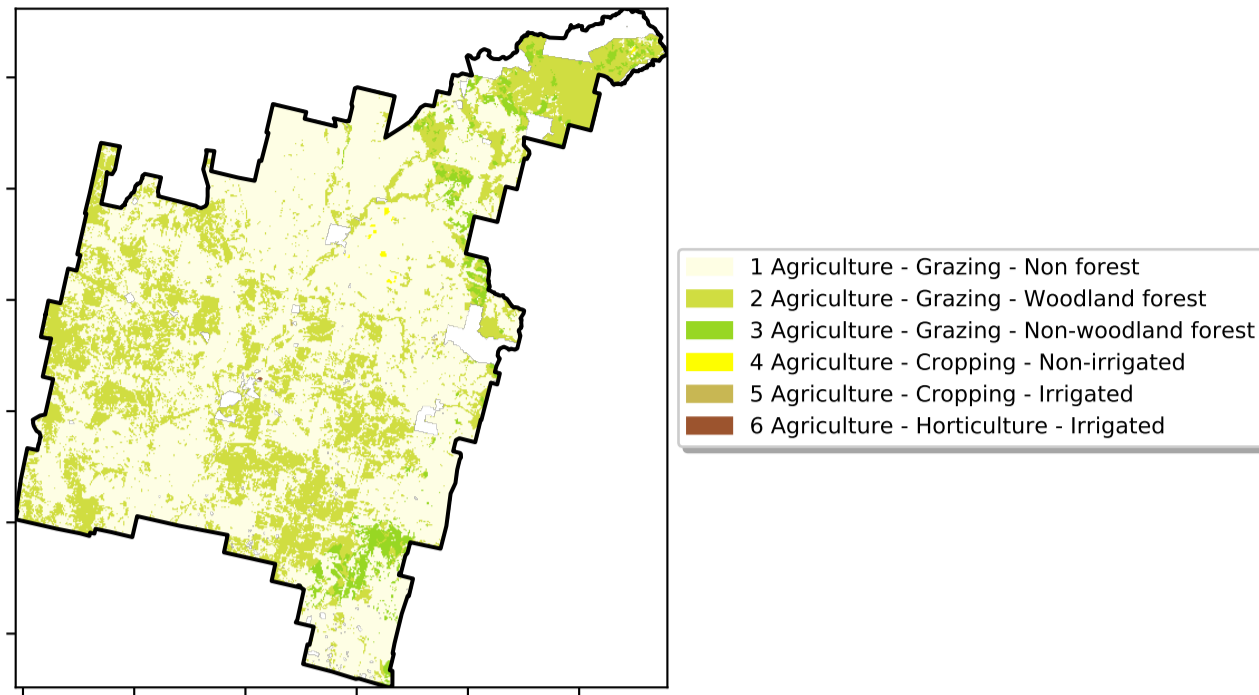 1 Agriculture - Grazing - Non forest
2 Agriculture - Grazing - Woodland forest
3 Agriculture - Grazing - Non-woodland forest
4 Agriculture - Cropping - Non-irrigated
5 Agriculture - Cropping - Irrigated
6 Agriculture - Horticulture - Irrigated